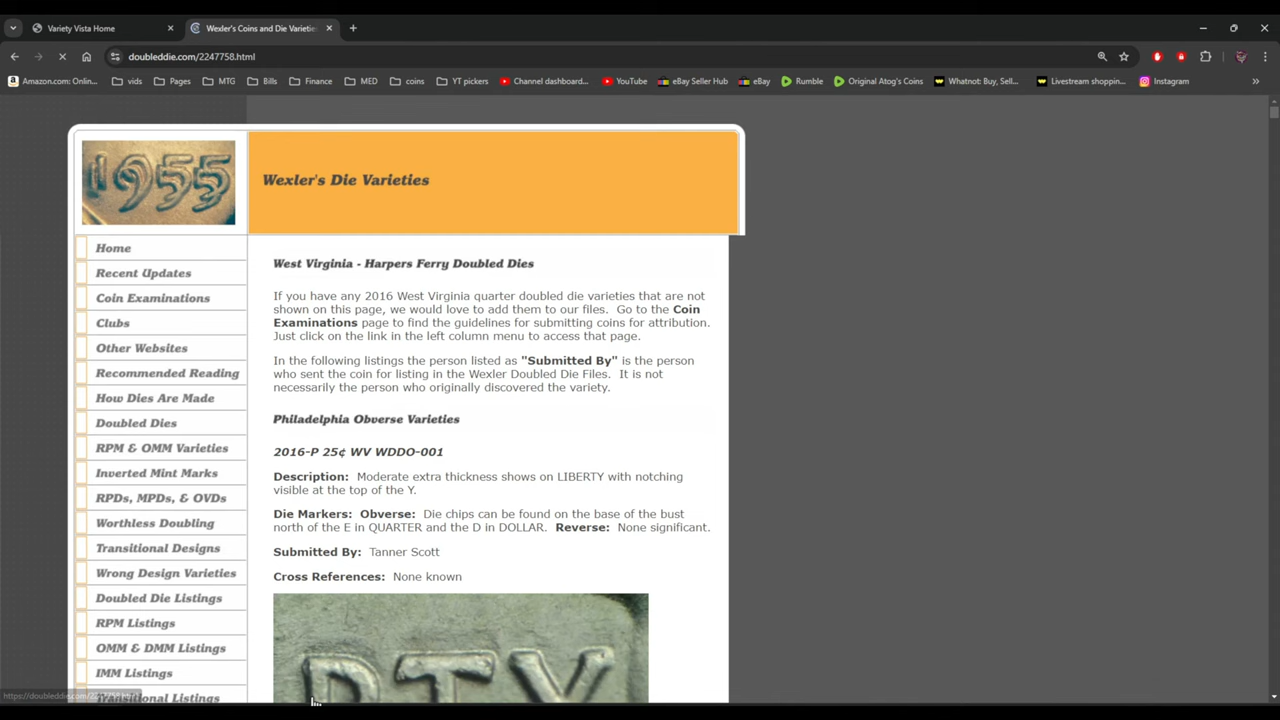 Variety Vista Home
Wexler's Coins and Die Varietie
doubleddie.com/2247758.html
Amazon.com: Onlin... vids Pages MTG Bills Finance MED coins YT pickers Channel dashboard... YouTube eBay Seller Hub eBay Rumble Original Atog's Coins Whatnot: Buy, Sell,... Livestream shoppin... Instagram
1955
Wexler's Die Varieties
Home
Recent Updates
Coin Examinations
Clubs
Other Websites
Recommended Reading
How Dies Are Made
Doubled Dies
RPM & OMM Varieties
Inverted Mint Marks
RPDs, MPDs, & OVDs
Worthless Doubling
Transitional Designs
Wrong Design Varieties
Doubled Die Listings
RPM Listings
OMM & DMM Listings
IMM Listings
Transitional Listings
West Virginia - Harpers Ferry Doubled Dies
If you have any 2016 West Virginia quarter doubled die varieties that are not
shown on this page, we would love to add them to our files. Go to the Coin
Examinations page to find the guidelines for submitting coins for attribution.
Just click on the link in the left column menu to access that page.
In the following listings the person listed as "Submitted By" is the person
who sent the coin for listing in the Wexler Doubled Die Files. It is not
necessarily the person who originally discovered the variety.
Philadelphia Obverse Varieties
2016-P 25¢ WV WDDO-001
Description: Moderate extra thickness shows on LIBERTY with notching
visible at the top of the Y.
Die Markers: Obverse: Die chips can be found on the base of the bust
north of the E in QUARTER and the D in DOLLAR. Reverse: None significant.
Submitted By: Tanner Scott
Cross References: None known
RTY